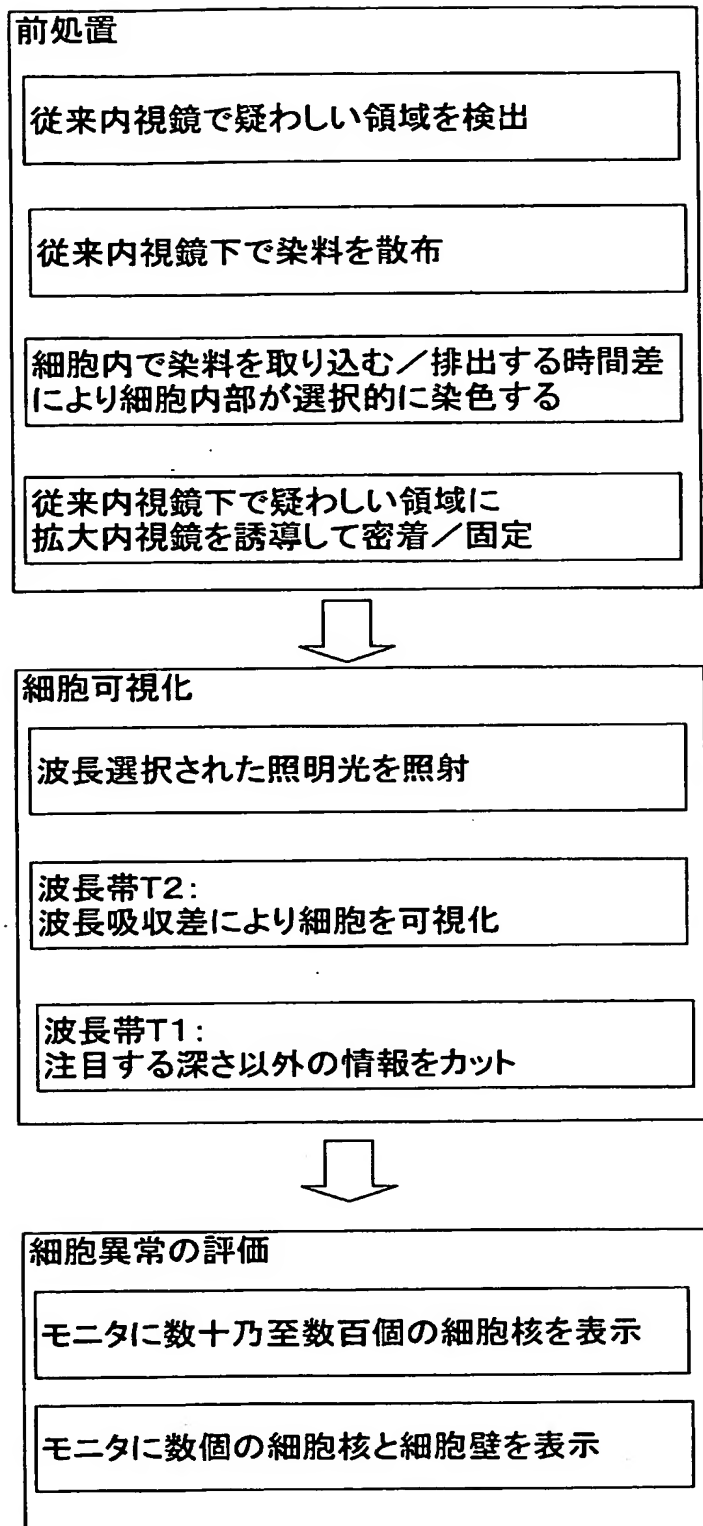 前処置
従来内視鏡で疑わしい領域を検出
従来内視鏡下で染料を散布
細胞内で染料を取り込む／排出する時間差
により細胞内部が選択的に染色する
従来内視鏡下で疑わしい領域に
拡大内視鏡を誘導して密着／固定
細胞可視化
波長選択された照明光を照射
波長帯T2：
波長吸収差により細胞を可視化
波長帯T1：
注目する深さ以外の情報をカット
細胞異常の評価
モニタに数十乃至数百個の細胞核を表示
モニタに数個の細胞核と細胞壁を表示